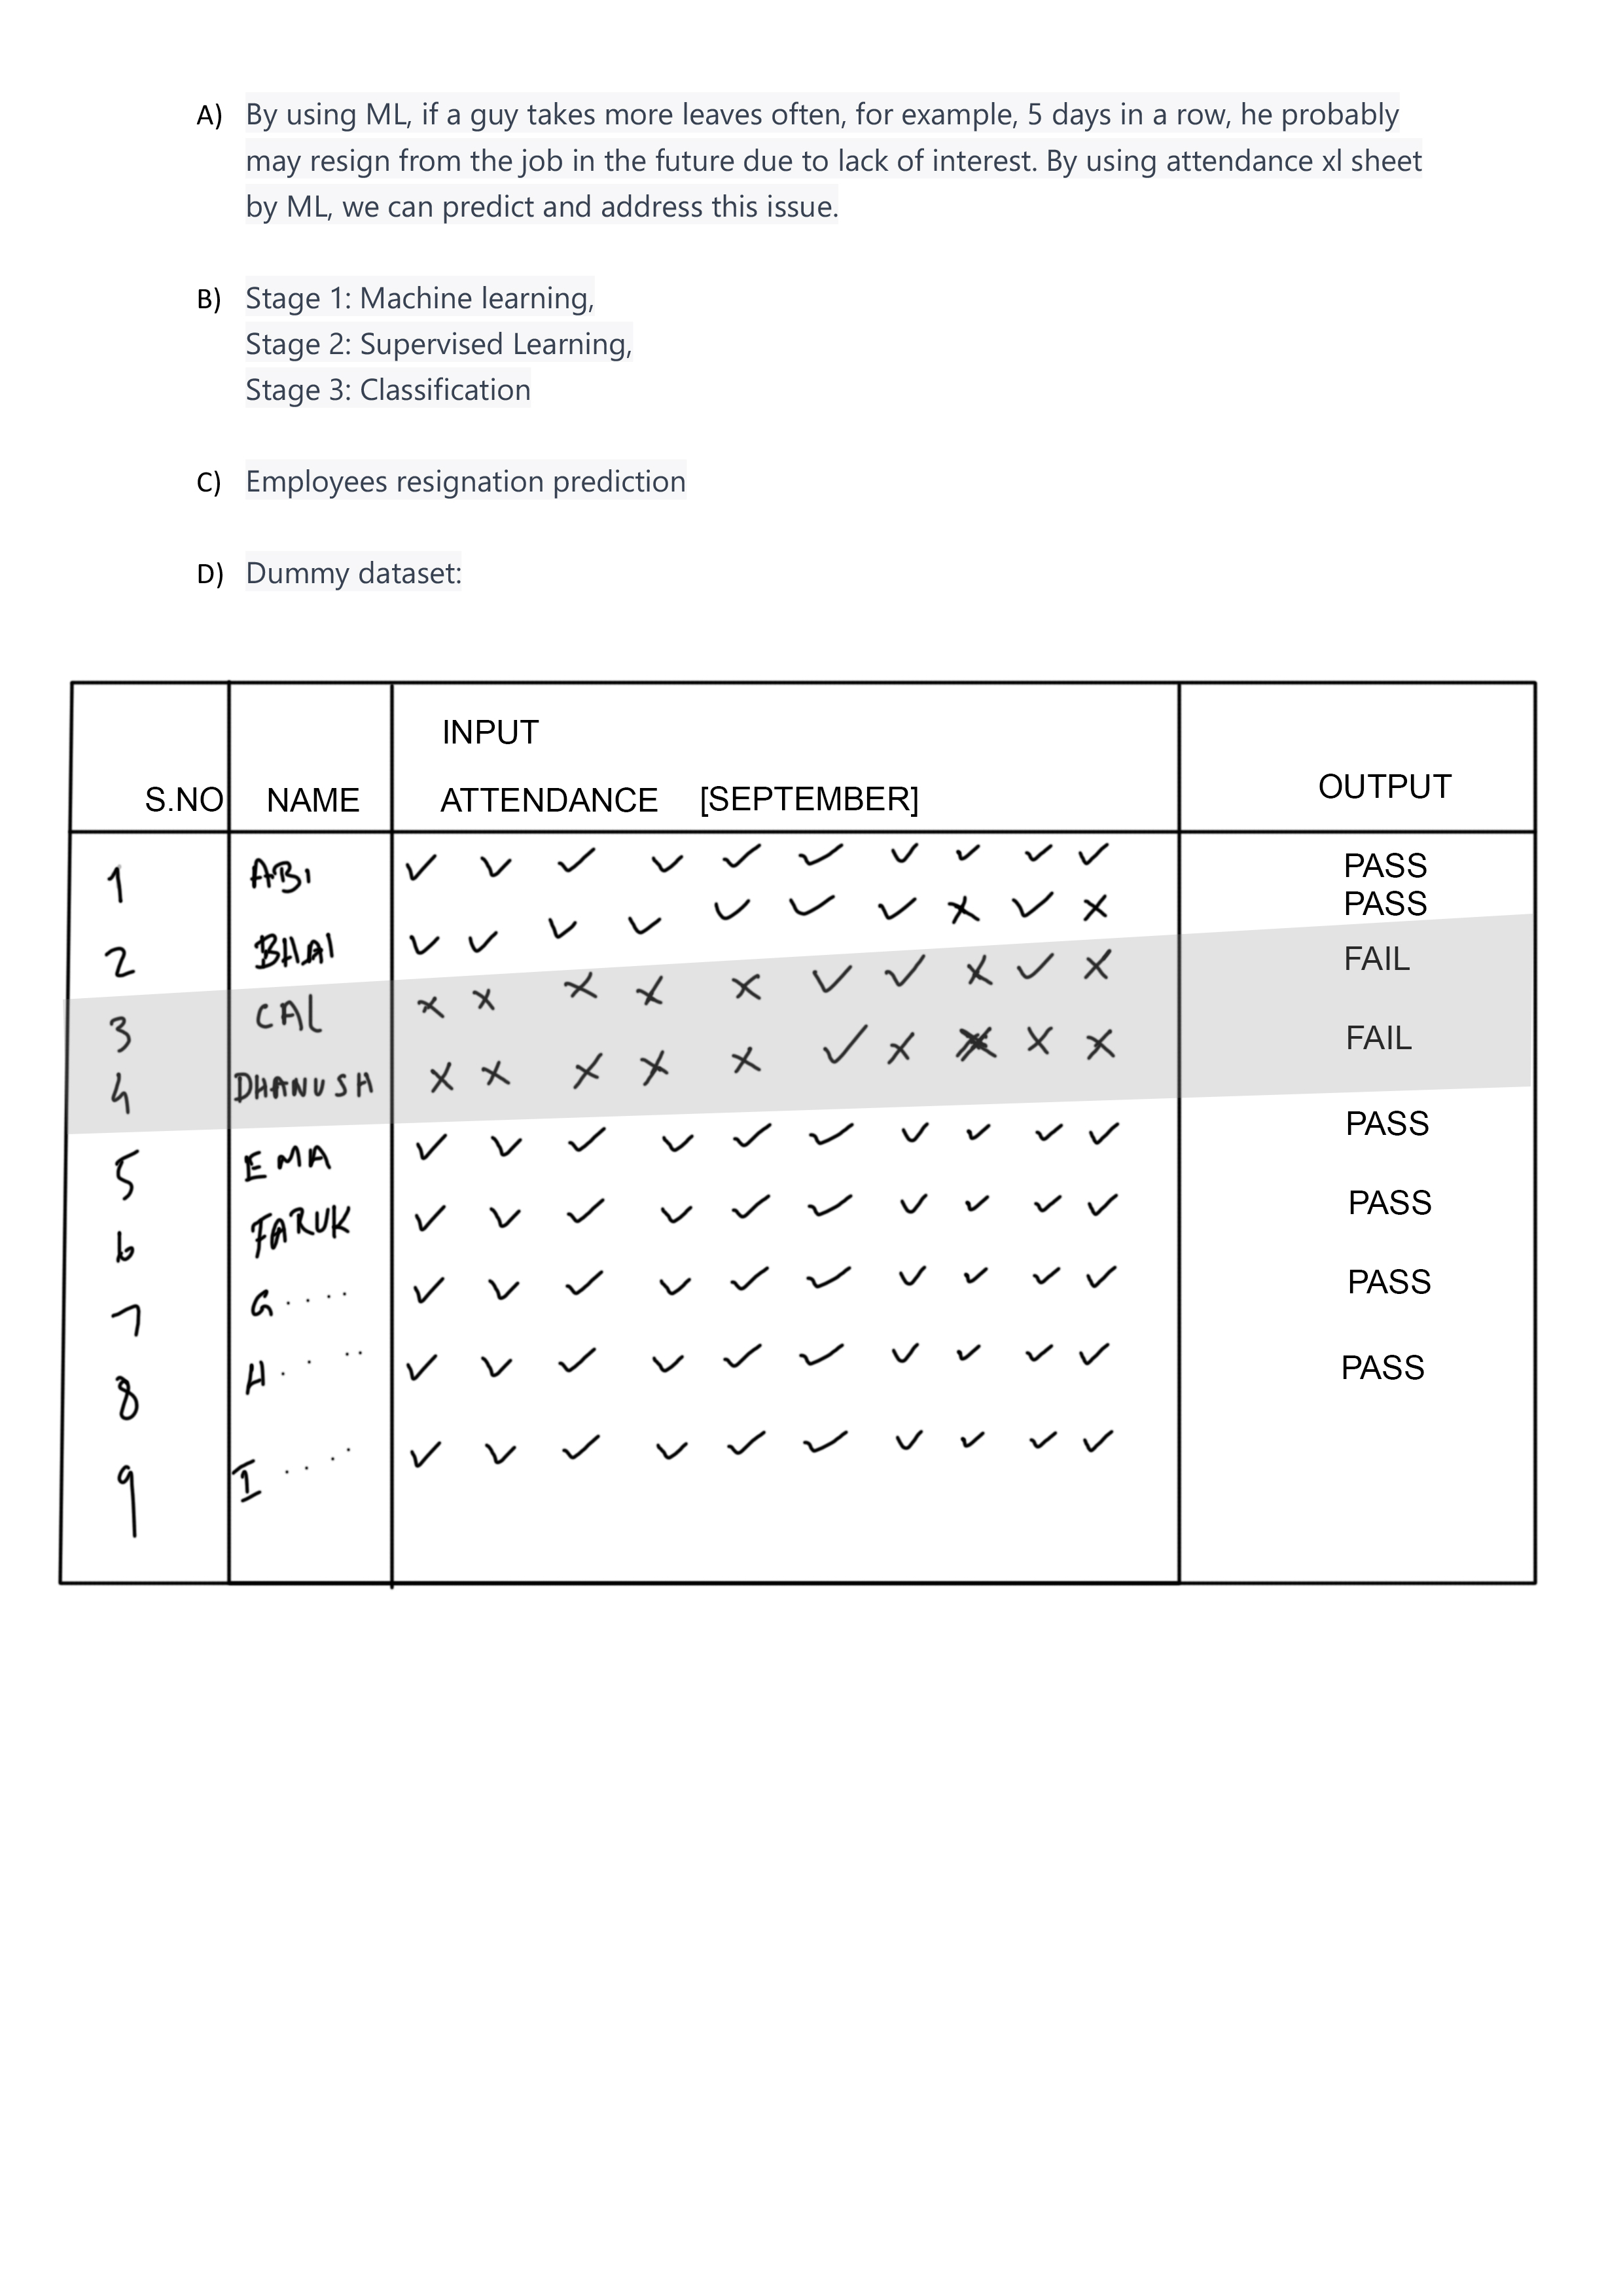 A) By using ML, if a guy takes more leaves often, for example, 5 days in a row, he probably
may resign from the job in the future due to lack of interest. By using attendance xl sheet
by ML, we can predict and address this issue.
B) Stage 1: Machine learning,
Stage 2: Supervised Learning,
Stage 3: Classification
C) Employees resignation prediction
D) Dummy dataset:
INPUT
S.NO NAME ATTENDANCE [SEPTEMBER] OUTPUT
1 ABI ✓ ✓ ✓ ✓ ✓ ✓ ✓ ✓ ✓ ✓ PASS
2 BHAI ✓ ✓ ✓ ✓ ✓ ✓ ✓ X ✓ X PASS
3 CAL X X X X X ✓ ✓ X ✓ X FAIL
4 DHANUSH X X X X X ✓ X X X X FAIL
5 EMA ✓ ✓ ✓ ✓ ✓ ✓ ✓ ✓ ✓ ✓ PASS
6 FARUK ✓ ✓ ✓ ✓ ✓ ✓ ✓ ✓ ✓ ✓ PASS
7 G.... ✓ ✓ ✓ ✓ ✓ ✓ ✓ ✓ ✓ ✓ PASS
8 H.... ✓ ✓ ✓ ✓ ✓ ✓ ✓ ✓ ✓ ✓ PASS
9 I.... ✓ ✓ ✓ ✓ ✓ ✓ ✓ ✓ ✓ ✓